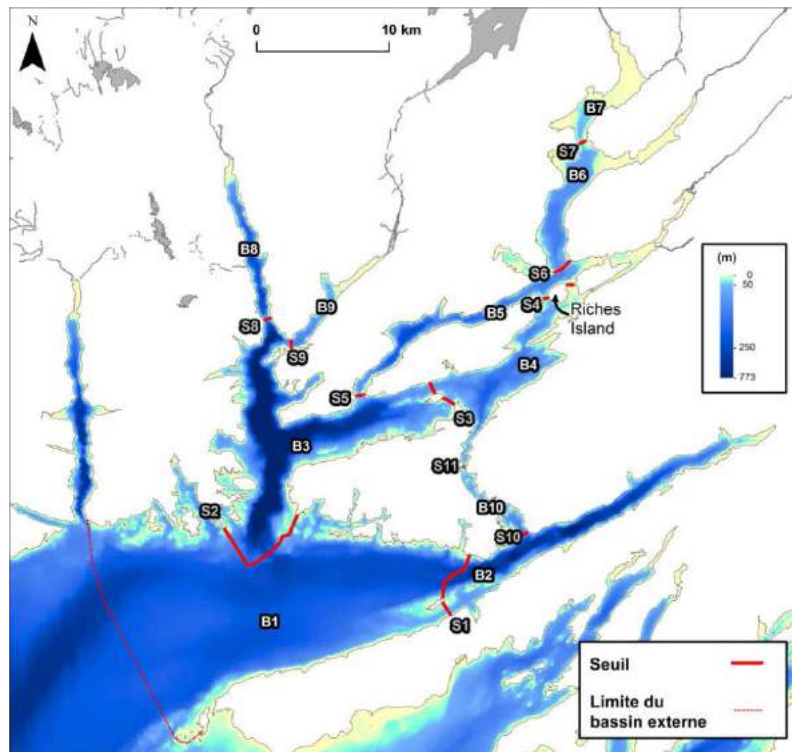 N
0 10 km
B7
S7
B6
B8
S6
S4
B9
B5
Riches
Island
S8
S9
B4
S5
S3
B3
S11
B10
S2
S10
B2
B1
S1
(m)
0
50
250
773
Seuil
Limite du
bassin externe